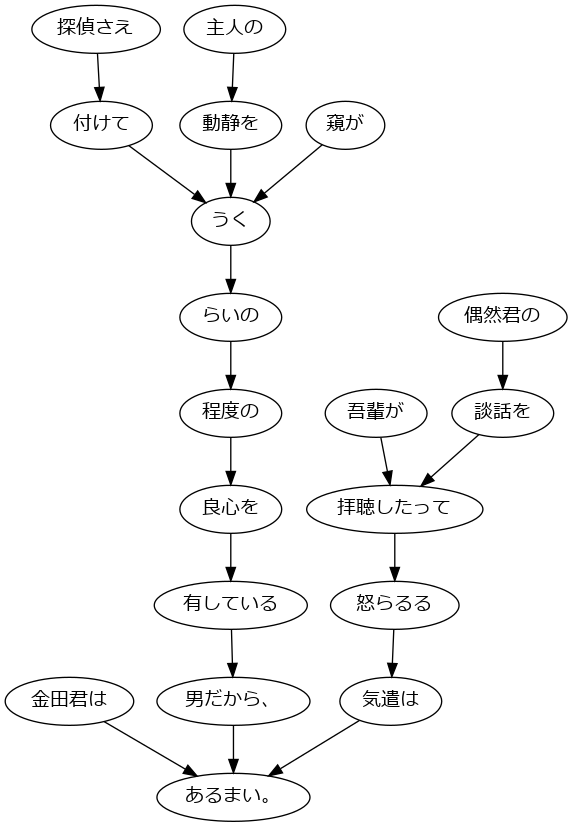 探偵さえ
主人の
付けて
動静を
窺が
うく
らいの
偶然君の
程度の
吾輩が
談話を
良心を
拝聴したって
有している
怒らるる
金田君は
男だから、
気遣は
あるまい。